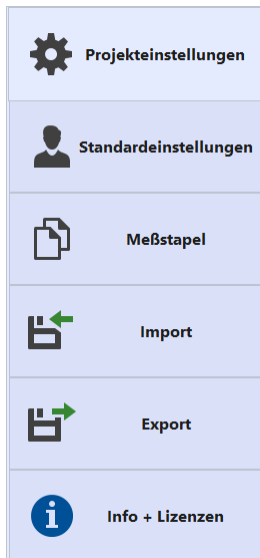 Projekteinstellungen
Standardeinstellungen
Meßstapel
Import
Export
Info + Lizenzen